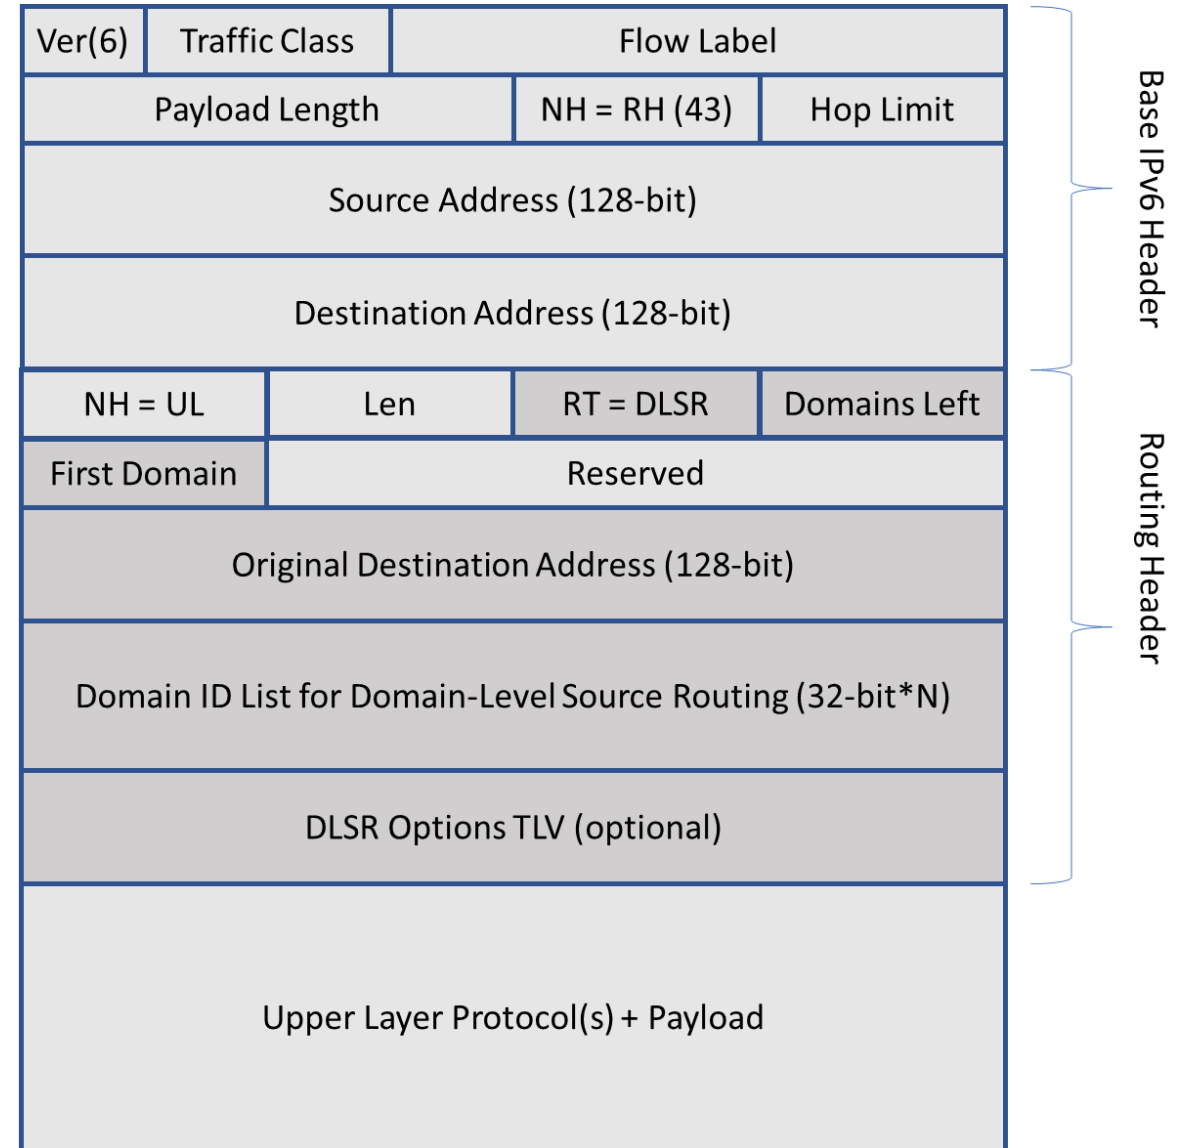 Ver(6)
Traffic Class
Flow Label
Payload Length
NH = RH (43)
Hop Limit
Source Address (128-bit)
Destination Address (128-bit)
Base IPv6 Header
NH = UL
Len
RT = DLSR
Domains Left
First Domain
Reserved
Original Destination Address (128-bit)
Domain ID List for Domain-Level Source Routing (32-bit*N)
DLSR Options TLV (optional)
Routing Header
Upper Layer Protocol(s) + Payload